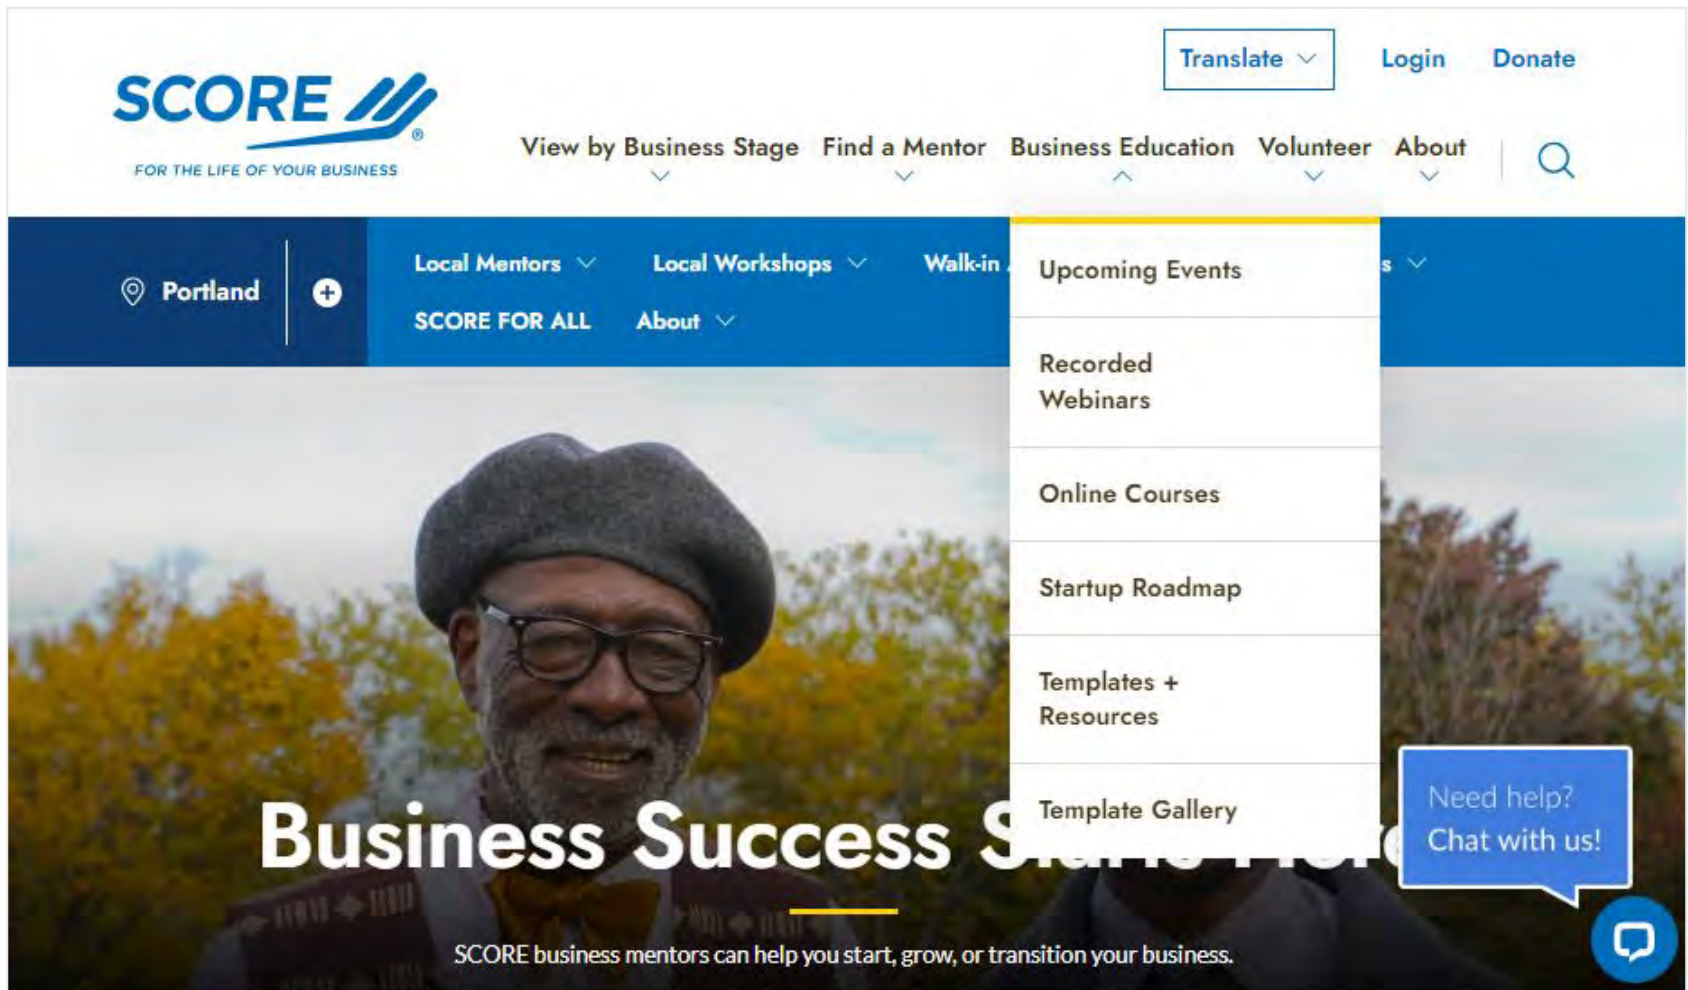 Translate
Login
Donate
SCORE
®
FOR THE LIFE OF YOUR BUSINESS
View by Business Stage
Find a Mentor
Business Education
Volunteer
About
Portland
Local Mentors
Local Workshops
Walk-in
SCORE FOR ALL
About
Upcoming Events
Recorded
Webinars
Online Courses
Startup Roadmap
Templates +
Resources
Template Gallery
Business Success
SCORE business mentors can help you start, grow, or transition your business.
Need help?
Chat with us!